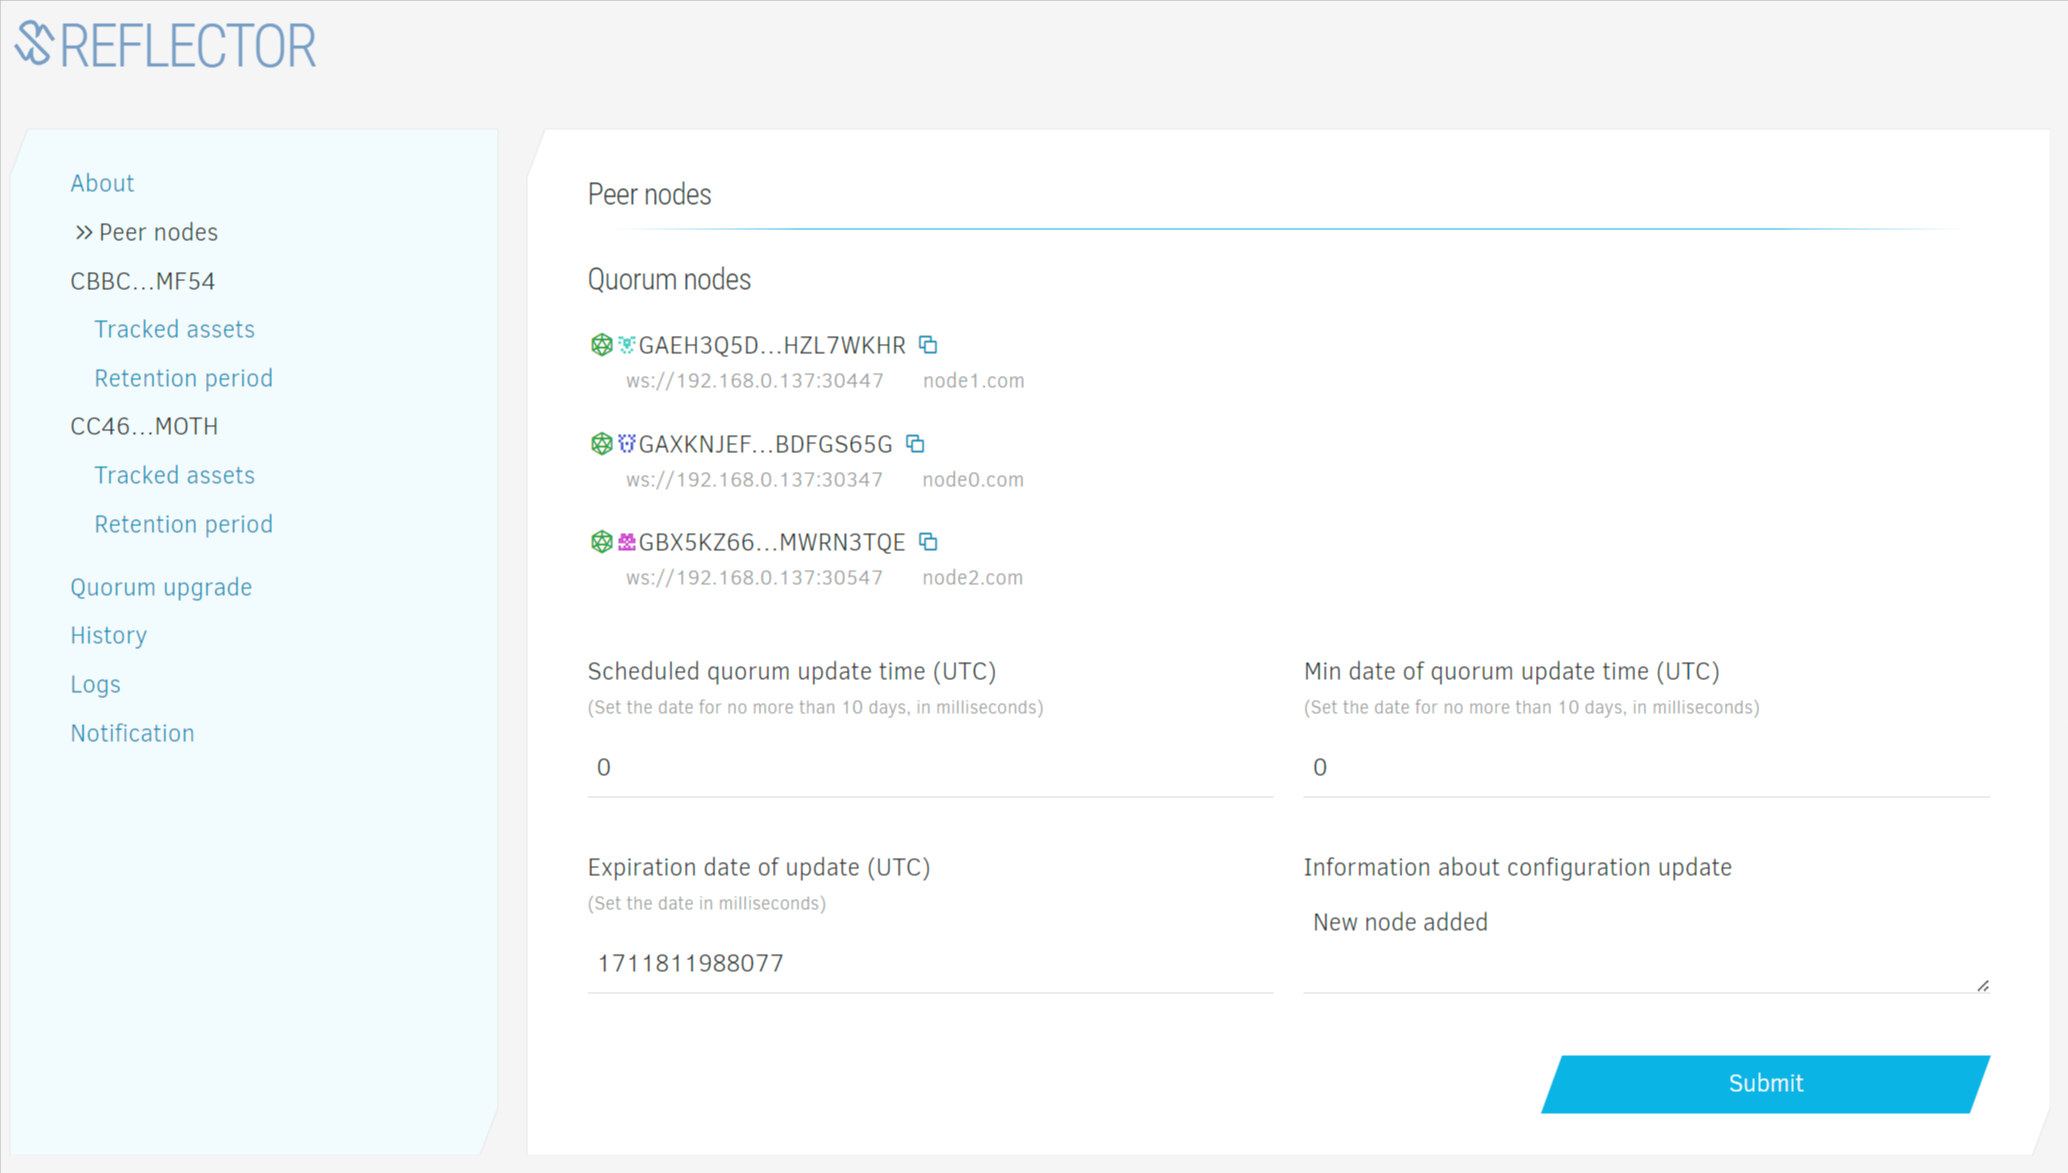 REFLECTOR
About
Peer nodes
CBBC...MF54
Tracked assets
Retention period
CC46...MOTH
Tracked assets
Retention period
Quorum upgrade
History
Logs
Notification
Peer nodes
Quorum nodes
GAEH3Q5D...HZL7WKHR
ws://192.168.0.137:30447 node1.com
GAXKNJEF...BDFGS65G
ws://192.168.0.137:30347 node0.com
GBX5KZ66...MWRN3TQE
ws://192.168.0.137:30547 node2.com
Scheduled quorum update time (UTC)
(Set the date for no more than 10 days, in milliseconds)
0
Min date of quorum update time (UTC)
(Set the date for no more than 10 days, in milliseconds)
0
Expiration date of update (UTC)
(Set the date in milliseconds)
1711811988077
Information about configuration update
New node added
Submit